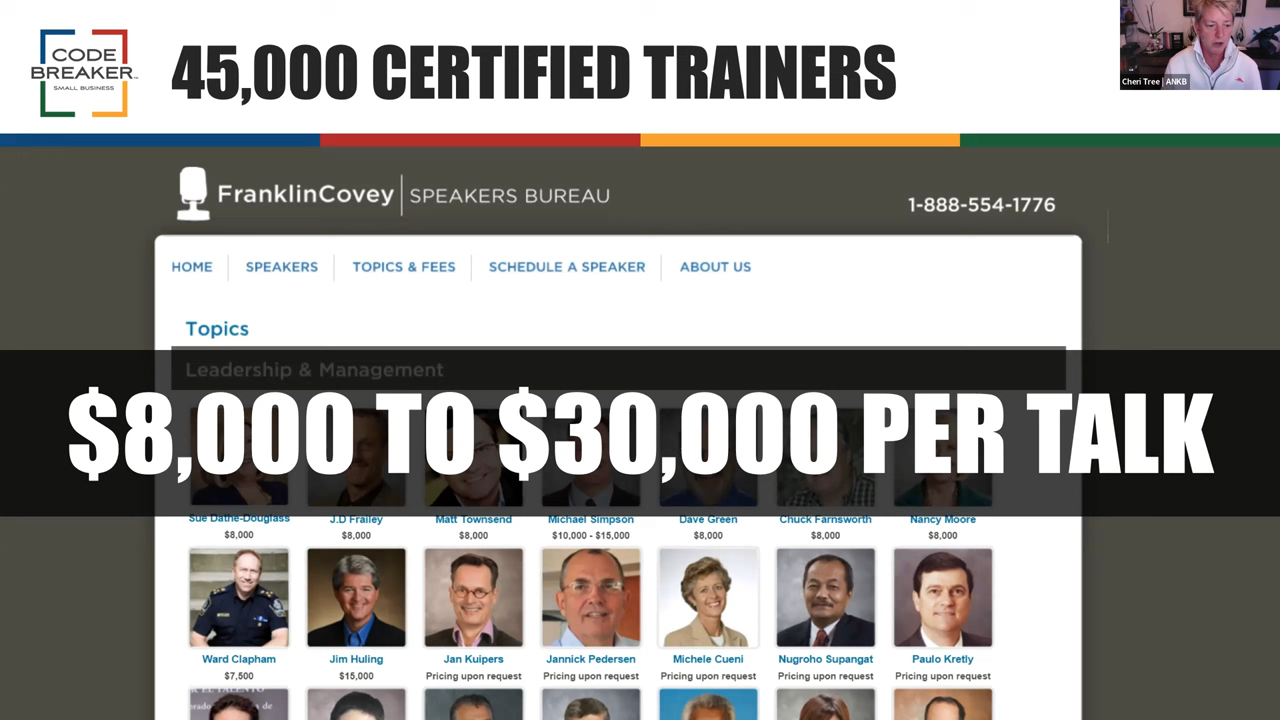 CODE
BREAKER™
SMALL BUSINESS
45,000 CERTIFIED TRAINERS
Cheri Tree | ANKB
FranklinCovey | SPEAKERS BUREAU
1-888-554-1776
HOME
SPEAKERS
TOPICS & FEES
SCHEDULE A SPEAKER
ABOUT US
Topics
Leadership & Management
$8,000 TO $30,000 PER TALK
Sue Dathe-Douglass
J.D Frailey
Matt Townsend
Michael Simpson
Dave Green
Chuck Farnsworth
Nancy Moore
$8,000
$8,000
$8,000
$10,000 - $15,000
$8,000
$8,000
$8,000
Ward Clapham
Jim Huling
Jan Kuipers
Jannick Pedersen
Michele Cueni
Nugroho Supangat
Paulo Kretly
$7,500
$15,000
Pricing upon request
Pricing upon request
Pricing upon request
Pricing upon request
Pricing upon request
EL TALENTO